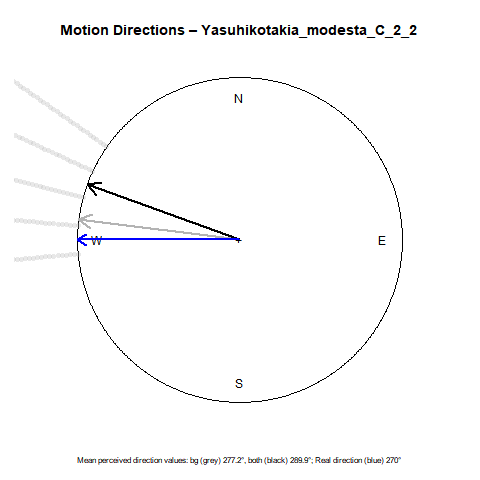 Motion Directions – Yasuhikotakia_modesta_C_2_2
N
W
E
S
Mean perceived direction values: bg (grey) 277.2°, both (black) 289.9°; Real direction (blue) 270°